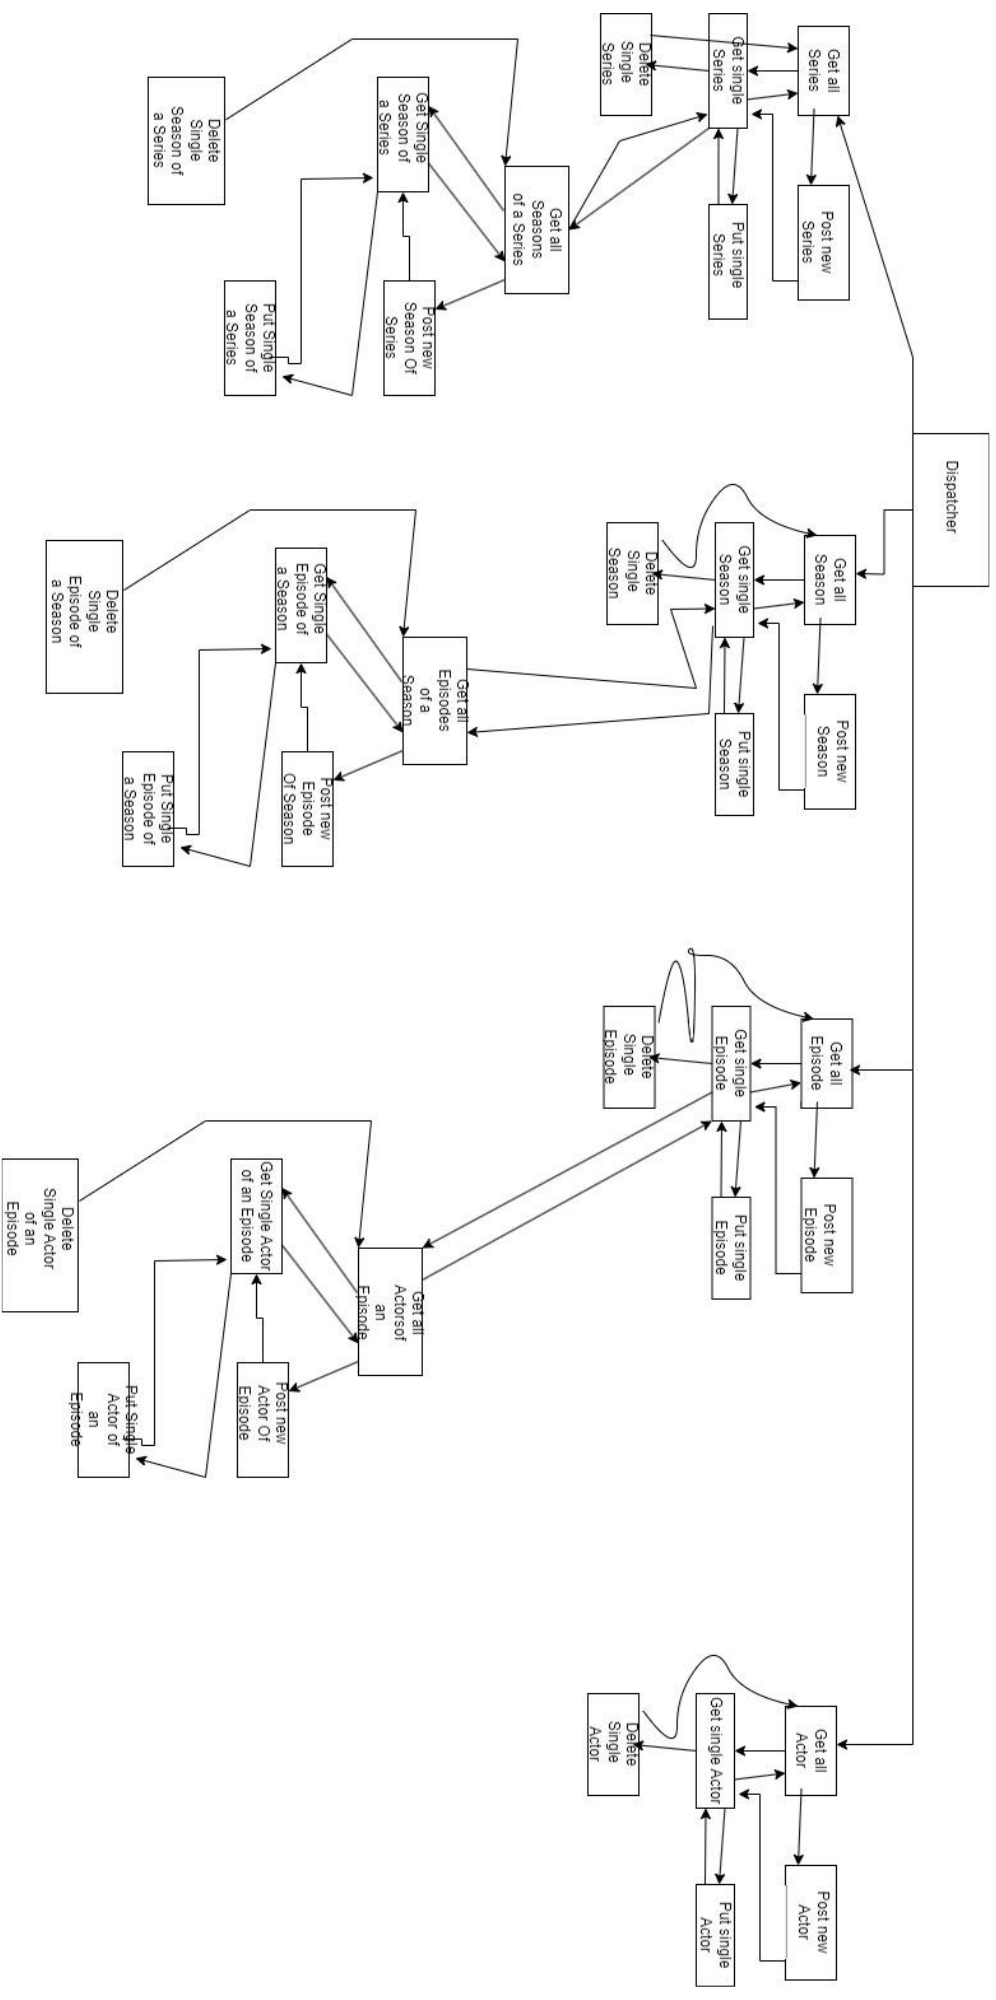 Dispatcher
Get all
Series
Post new
Series
Get single
Series
Put single
Series
Delete
Single
Series
Get all
Seasons
of a Series
Get Single
Season of
a Series
Post new
Season Of
Series
Put Single
Season of
a Series
Delete
Single
Season of
a Series
Get all
Season
Post new
Season
Get single
Season
Put single
Season
Delete
Single
Season
Get all
Episodes
of a
Season
Get Single
Episode of
a Season
Post new
Episode
Of Season
Put Single
Episode of
a Season
Delete
Single
Episode of
a Season
Get all
Episode
Post new
Episode
Get single
Episode
Put single
Episode
Delete
Single
Episode
Get all
Actorsof
an
Episode
Get Single Actor
of an Episode
Post new
Actor Of
Episode
Put Single
Actor of
an
Episode
Delete
Single Actor
of an
Episode
Get all
Actor
Post new
Actor
Get single Actor
Put single
Actor
Delete
Single
Actor